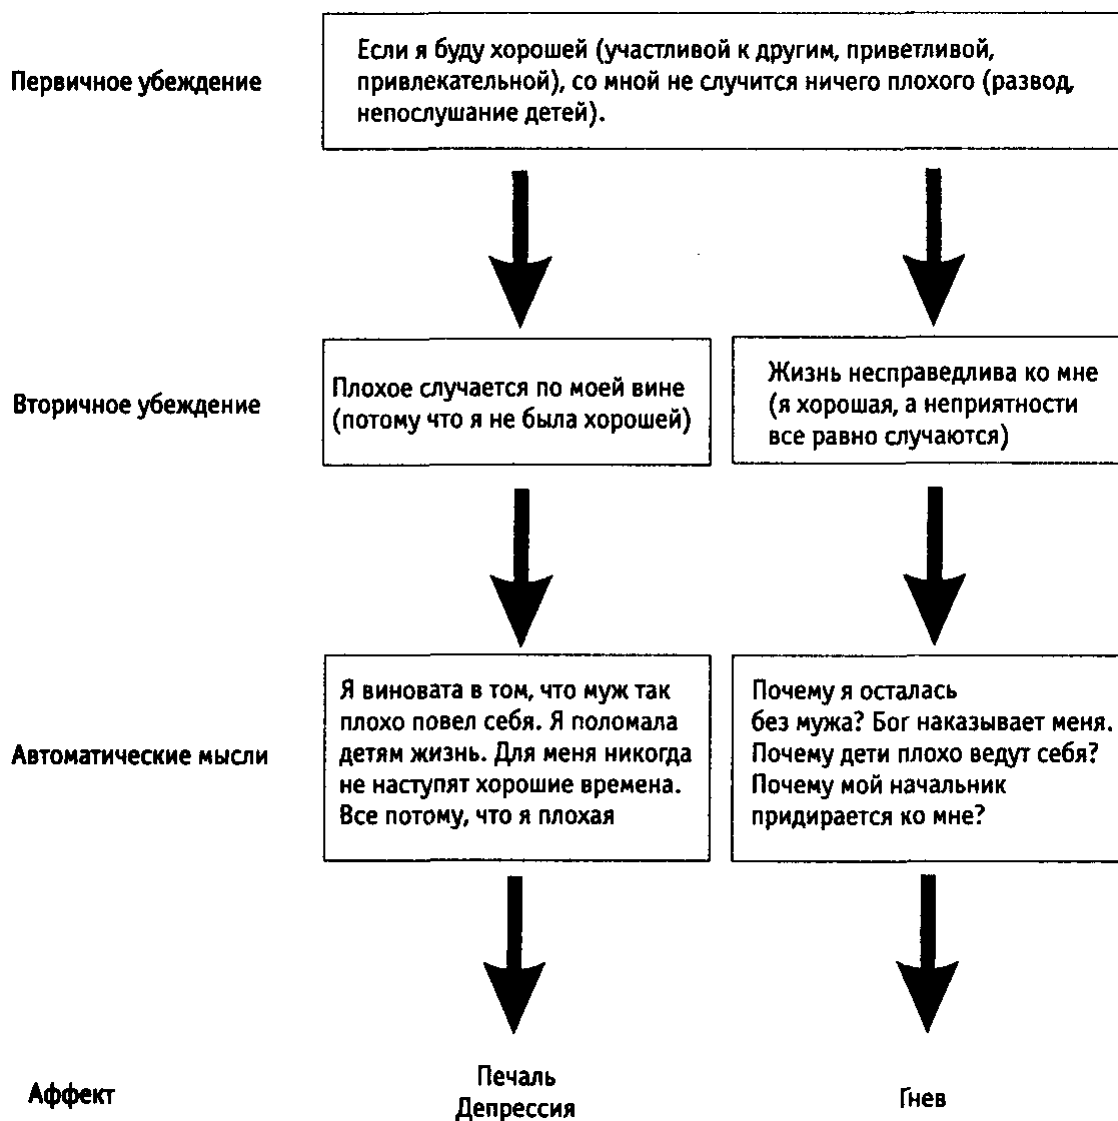 Первичное убеждение
Если я буду хорошей (участливой к другим, приветливой,
привлекательной), со мной не случится ничего плохого (развод,
непослушание детей).
Вторичное убеждение
Плохое случается по моей вине
(потому что я не была хорошей)
Жизнь несправедлива ко мне
(я хорошая, а неприятности
все равно случаются)
Автоматические мысли
Я виновата в том, что муж так
плохо повел себя. Я поломала
детям жизнь. Для меня никогда
не наступят хорошие времена.
Все потому, что я плохая
Почему я осталась
без мужа? Бог наказывает меня.
Почему дети плохо ведут себя?
Почему мой начальник
придирается ко мне?
Аффект
Печаль
Депрессия
Гнев